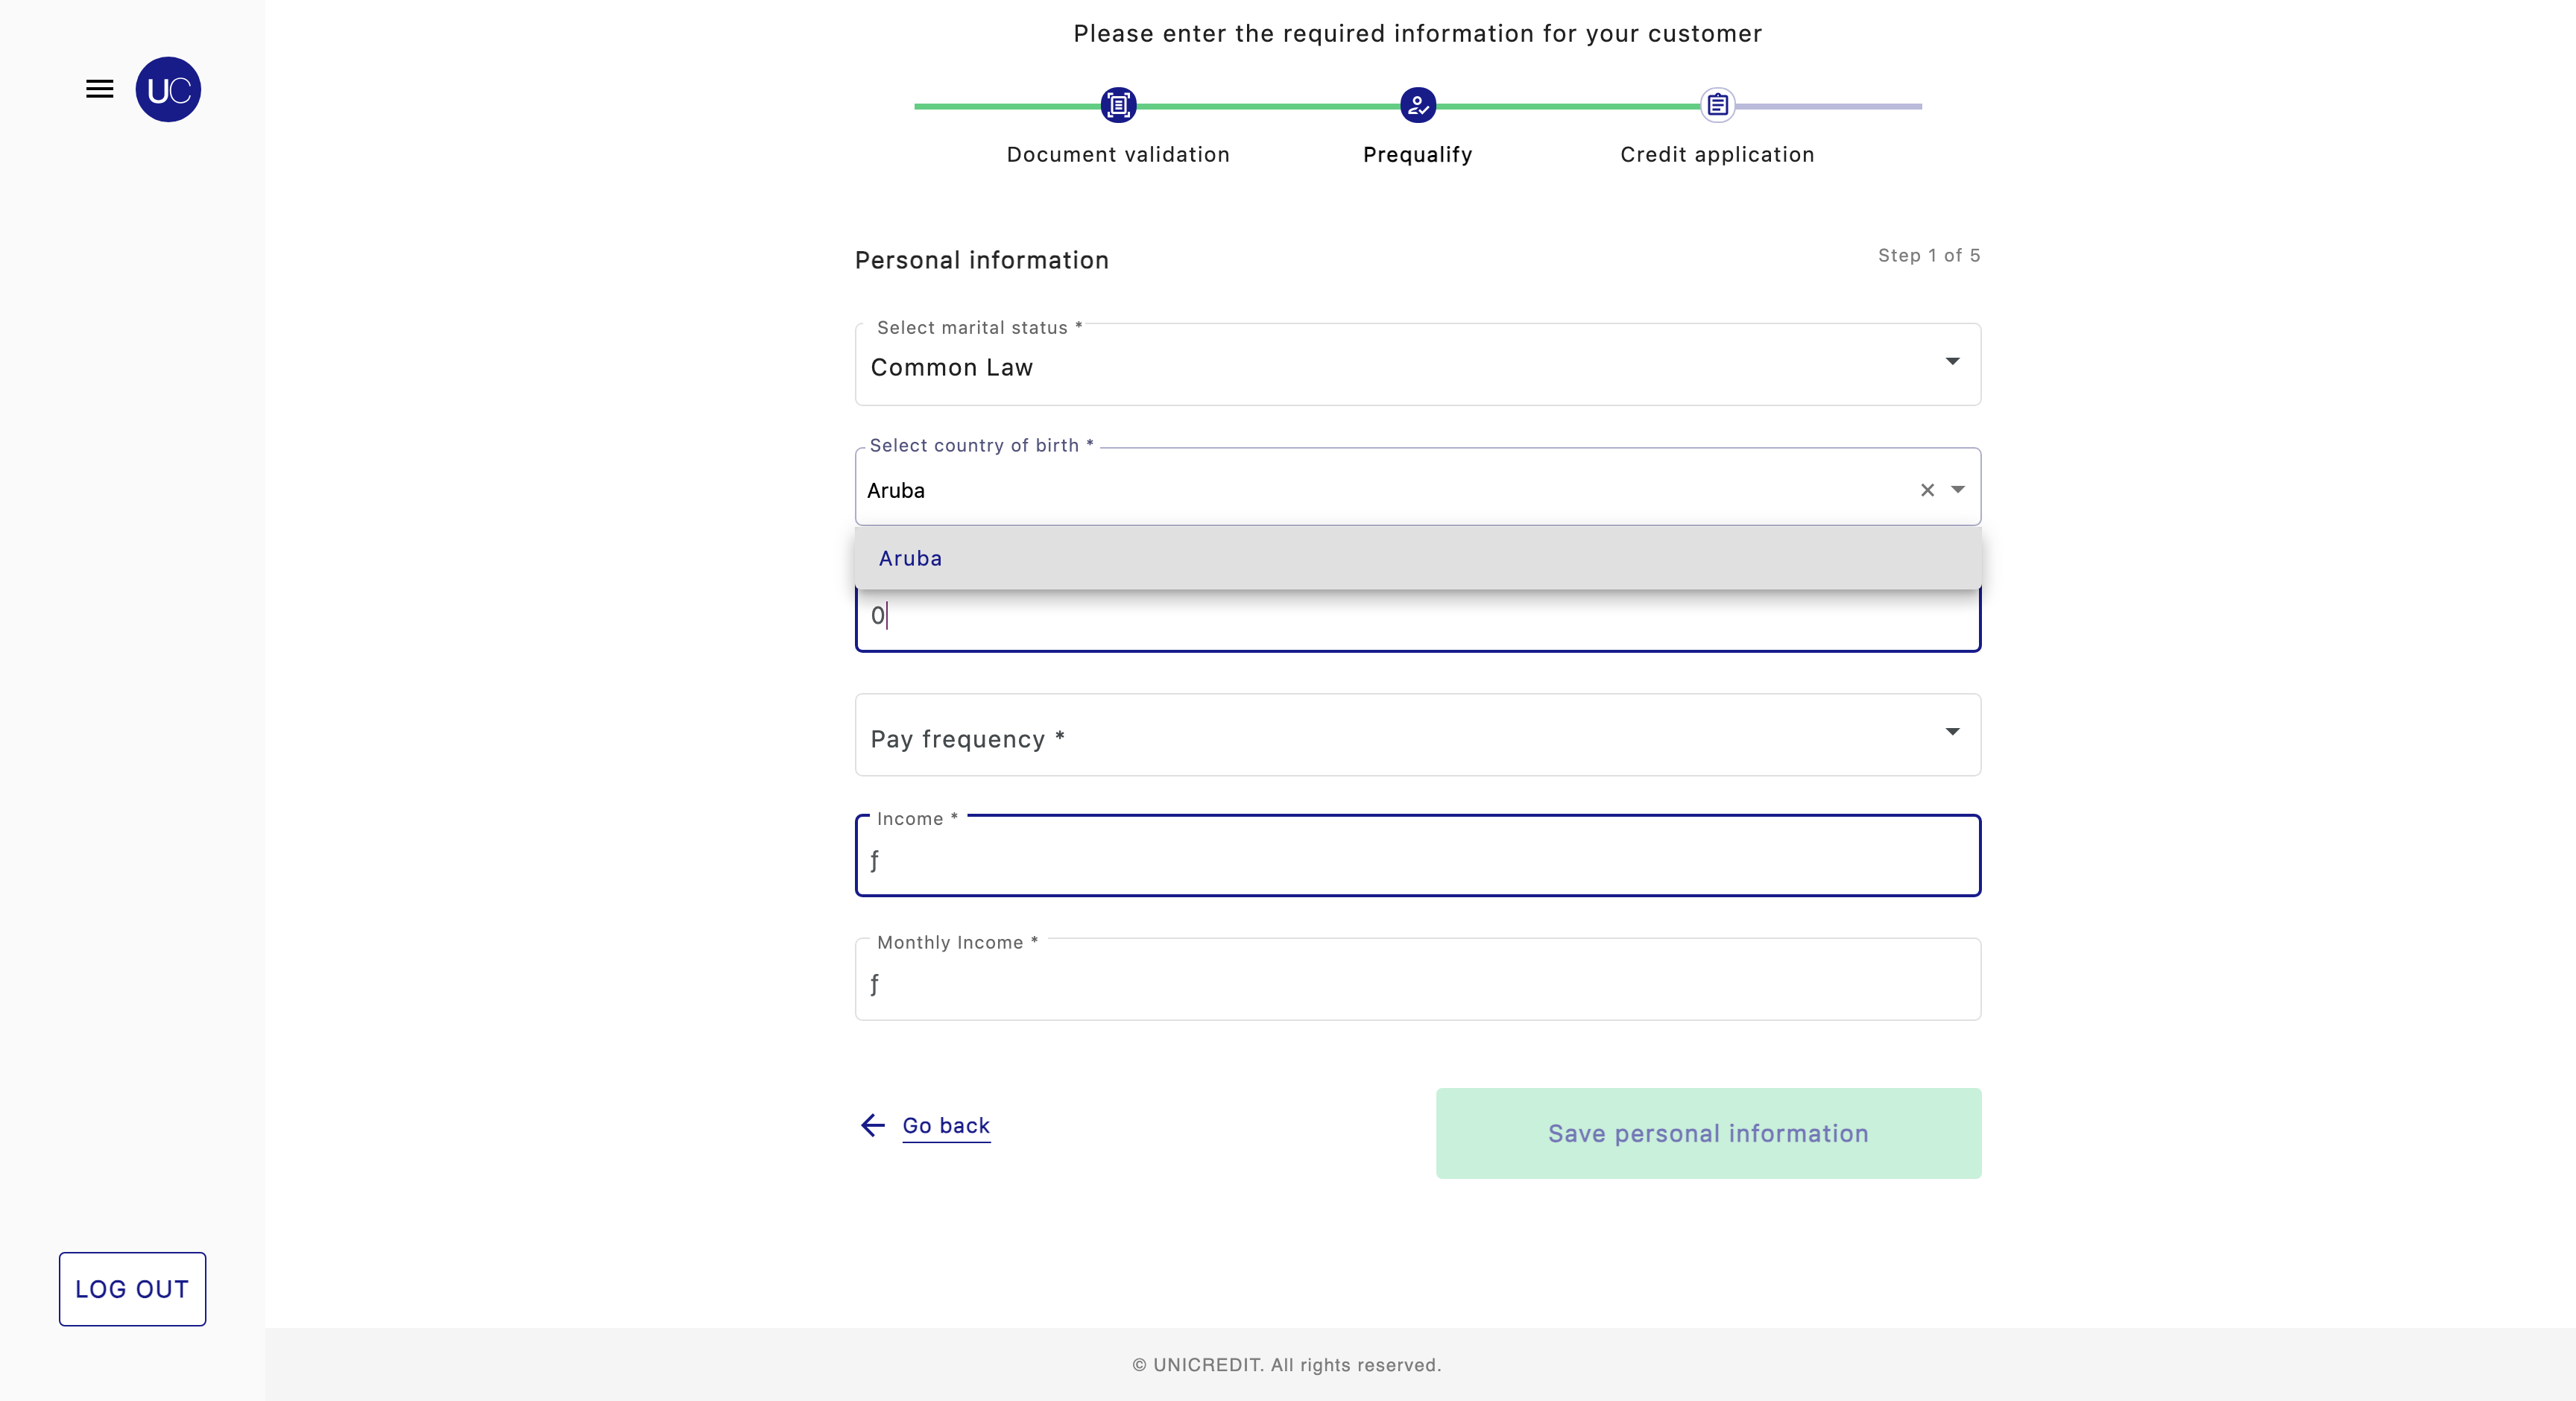 Please enter the required information for your customer
UC
Document validation
Prequalify
Credit application
Personal information
Step 1 of 5
Select marital status *
Common Law
Select country of birth *
Aruba
Aruba
0
Pay frequency *
Income *
ƒ
Monthly Income *
ƒ
Go back
Save personal information
LOG OUT
© UNICREDIT. All rights reserved.